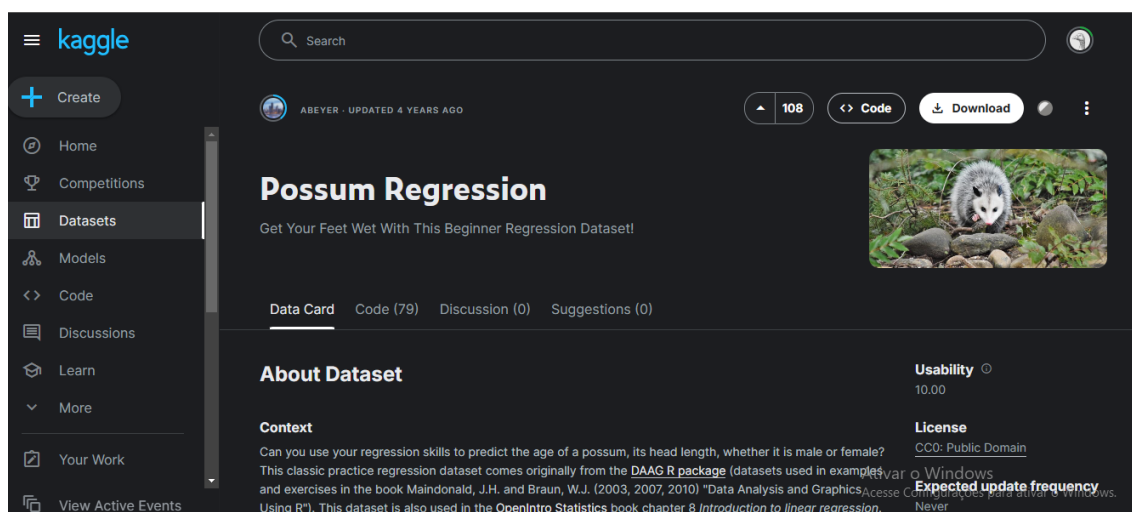 kaggle
Search
Create
ABEYER · UPDATED 4 YEARS AGO
108
<> Code
Download
Home
Competitions
Datasets
Models
Code
Discussions
Learn
More
Your Work
View Active Events
Possum Regression
Get Your Feet Wet With This Beginner Regression Dataset!
Data Card
Code (79)
Discussion (0)
Suggestions (0)
About Dataset
Context
Can you use your regression skills to predict the age of a possum, its head length, whether it is male or female?
This classic practice regression dataset comes originally from the DAAG R package (datasets used in examples
and exercises in the book Maindonald, J.H. and Braun, W.J. (2003, 2007, 2010) "Data Analysis and Graphics
Using R"). This dataset is also used in the OpenIntro Statistics book chapter 8 Introduction to linear regression.
Usability
10.00
License
CC0: Public Domain
Expected update frequency
Never
Ativar o Windows
Acesse Configurações para ativar o Windows.